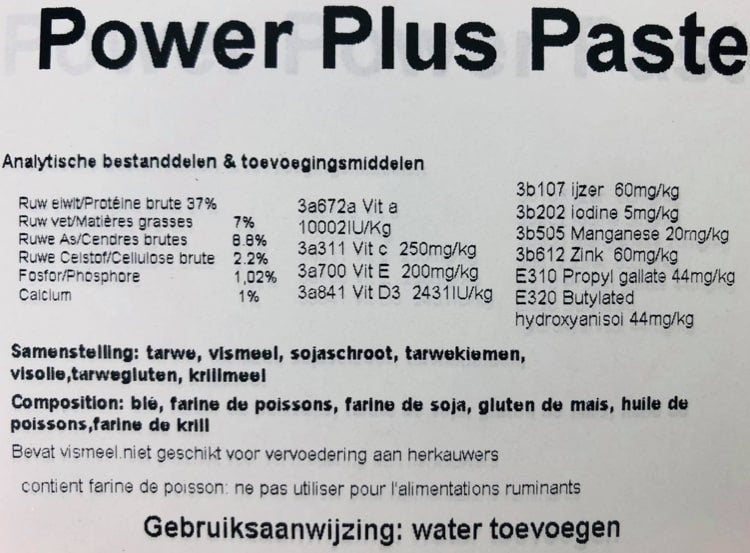 Power Plus Paste
Analytische bestanddelen & toevoegingsmiddelen
Ruw eiwit/Protéine brute 37%
Ruw vet/Matières grasses 7%
Ruwe As/Cendres brutes 8.8%
Ruwe Celstof/Cellulose brute 2.2%
Fosfor/Phosphore 1,02%
Calcium 1%
3a672a Vit a
10002IU/Kg
3a311 Vit c 250mg/kg
3a700 Vit E 200mg/kg
3a841 Vit D3 2431IU/kg
3b107 ijzer 60mg/kg
3b202 iodine 5mg/kg
3b505 Manganese 20mg/kg
3b612 Zink 60mg/kg
E310 Propyl gallate 44mg/kg
E320 Butylated
hydroxyanisol 44mg/kg
Samenstelling: tarwe, vismeel, sojaschroot, tarwekiemen,
visolie,tarwegluten, krillmeel
Composition: blé, farine de poissons, farine de soja, gluten de mais, huile de
poissons,farine de krill
Bevat vismeel.niet geschikt voor vervoedering aan herkauwers
contient farine de poisson: ne pas utiliser pour l'alimentations ruminants
Gebruiksaanwijzing: water toevoegen